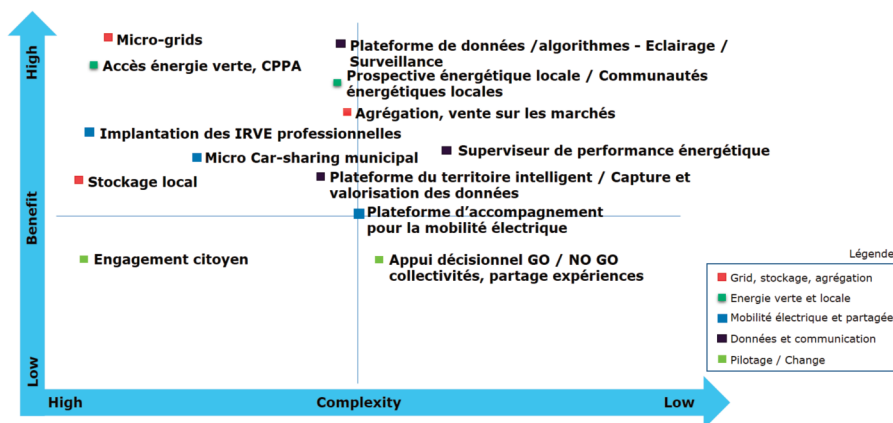 High
Benefit
Low
Micro-grids
Accès énergie verte, CPPA
Plateforme de données /algorithmes - Eclairage /
Surveillance
Prospective énergétique locale / Communautés
énergétiques locales
Agrégation, vente sur les marchés
Implantation des IRVE professionnelles
Micro Car-sharing municipal
Superviseur de performance énergétique
Stockage local
Plateforme du territoire intelligent / Capture et
valorisation des données
Plateforme d'accompagnement
pour la mobilité électrique
Engagement citoyen
Appui décisionnel GO / NO GO
collectivités, partage expériences
High
Complexity
Low
Légende
Grid, stockage, agrégation
Energie verte et locale
Mobilité électrique et partagée
Données et communication
Pilotage / Change